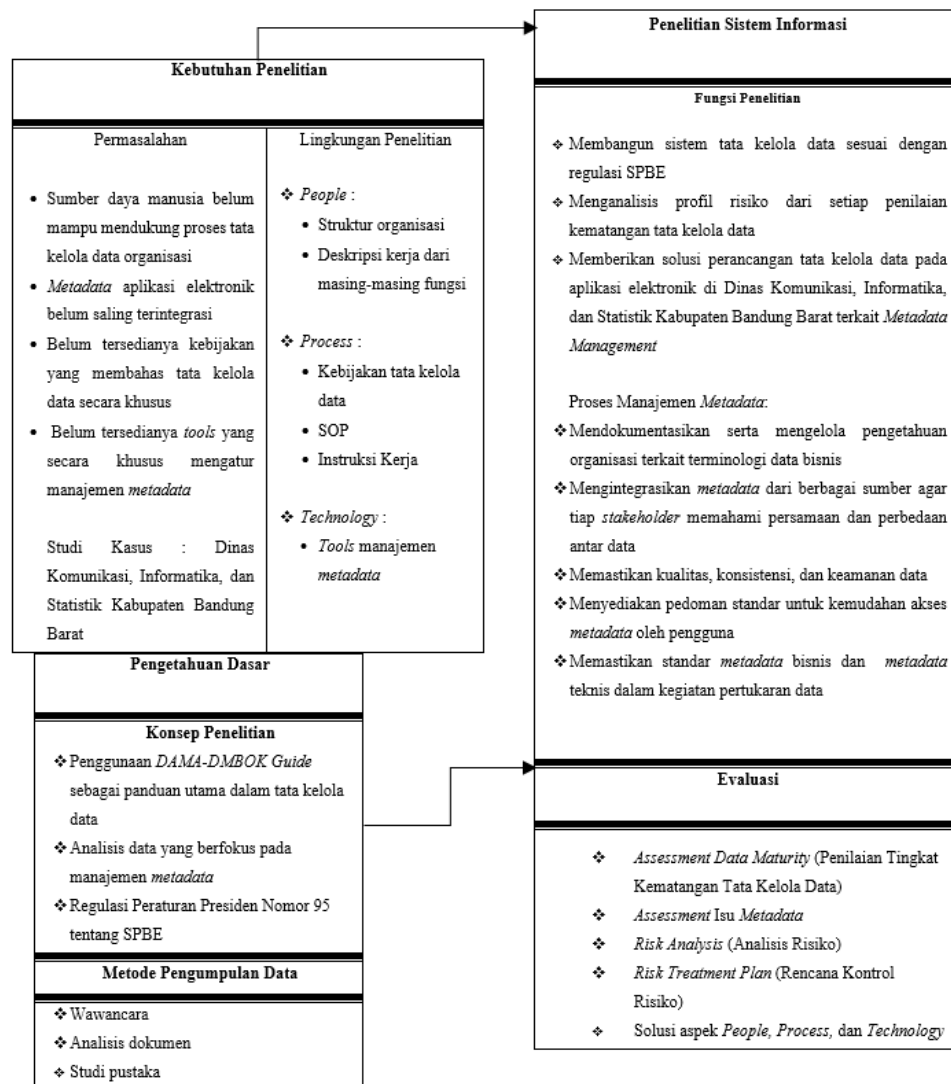 Kebutuhan Penelitian
Permasalahan
• Sumber daya manusia belum
mampu mendukung proses tata
kelola data organisasi
• Metadata aplikasi elektronik
belum saling terintegrasi
• Belum tersedianya kebijakan
yang membahas tata kelola
data secara khusus
• Belum tersedianya tools yang
secara khusus mengatur
manajemen metadata
Studi Kasus : Dinas
Komunikasi, Informatika, dan
Statistik Kabupaten Bandung
Barat
Lingkungan Penelitian
❖ People :
• Struktur organisasi
• Deskripsi kerja dari
masing-masing fungsi
❖ Process :
• Kebijakan tata kelola
data
• SOP
• Instruksi Kerja
❖ Technology :
• Tools manajemen
metadata
Pengetahuan Dasar
Konsep Penelitian
❖ Penggunaan DAMA-DMBOK Guide
sebagai panduan utama dalam tata kelola
data
❖ Analisis data yang berfokus pada
manajemen metadata
❖ Regulasi Peraturan Presiden Nomor 95
tentang SPBE
Metode Pengumpulan Data
❖ Wawancara
❖ Analisis dokumen
❖ Studi pustaka
Penelitian Sistem Informasi
Fungsi Penelitian
❖ Membangun sistem tata kelola data sesuai dengan
regulasi SPBE
❖ Menganalisis profil risiko dari setiap penilaian
kematangan tata kelola data
❖ Memberikan solusi perancangan tata kelola data pada
aplikasi elektronik di Dinas Komunikasi, Informatika,
dan Statistik Kabupaten Bandung Barat terkait Metadata
Management
Proses Manajemen Metadata:
❖ Mendokumentasikan serta mengelola pengetahuan
organisasi terkait terminologi data bisnis
❖ Mengintegrasikan metadata dari berbagai sumber agar
tiap stakeholder memahami persamaan dan perbedaan
antar data
❖ Memastikan kualitas, konsistensi, dan keamanan data
❖ Menyediakan pedoman standar untuk kemudahan akses
metadata oleh pengguna
❖ Memastikan standar metadata bisnis dan metadata
teknis dalam kegiatan pertukaran data
Evaluasi
❖ Assessment Data Maturity (Penilaian Tingkat
Kematangan Tata Kelola Data)
❖ Assessment Isu Metadata
❖ Risk Analysis (Analisis Risiko)
❖ Risk Treatment Plan (Rencana Kontrol
Risiko)
❖ Solusi aspek People, Process, dan Technology